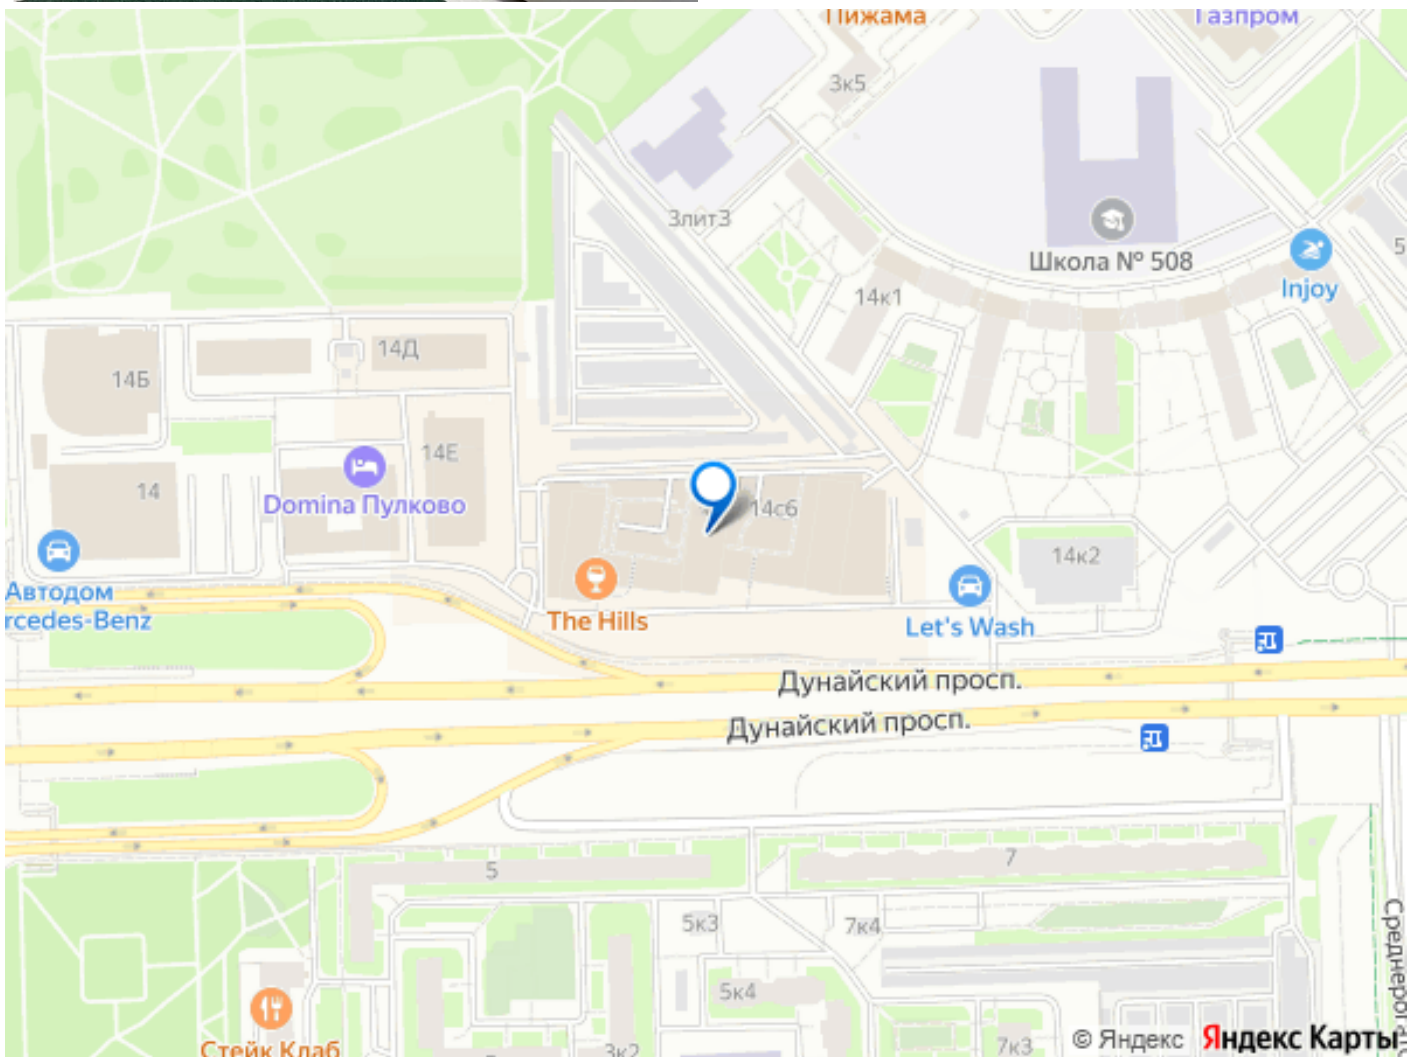 Пижама
Газпром
3к5
3лит3
Школа № 508
5
Injoy
14к1
14Д
14Б
14Е
14
Domina Пулково
14с6
14к2
Автодом
rcedes-Benz
The Hills
Let's Wash
Дунайский просп.
Дунайский просп.
5
7
5к3
7к4
5к4
Стейк Клаб
3к2
7к3
© Яндекс Яндекс Карты